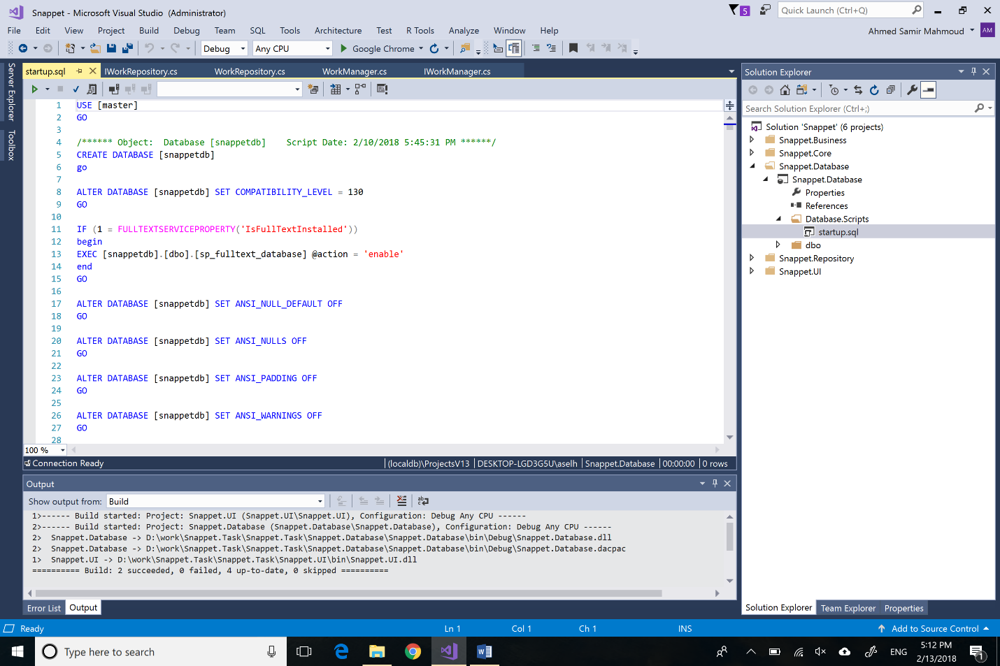 Snappet - Microsoft Visual Studio (Administrator)
5
Quick Launch (Ctrl+Q)
File Edit View Project Build Debug Team SQL Tools Architecture Test R Tools Analyze Window Help
Ahmed Samir Mahmoud AM
Debug Any CPU Google Chrome
Server Explorer
Toolbox
startup.sql IWorkRepository.cs WorkRepository.cs WorkManager.cs IWorkManager.cs
1 USE [master]
2 GO
3
4 /****** Object:  Database [snappetdb]    Script Date: 2/10/2018 5:45:31 PM ******/
5 CREATE DATABASE [snappetdb]
6 go
7
8 ALTER DATABASE [snappetdb] SET COMPATIBILITY_LEVEL = 130
9 GO
10
11 IF (1 = FULLTEXTSERVICEPROPERTY('IsFullTextInstalled'))
12 begin
13 EXEC [snappetdb].[dbo].[sp_fulltext_database] @action = 'enable'
14 end
15 GO
16
17 ALTER DATABASE [snappetdb] SET ANSI_NULL_DEFAULT OFF
18 GO
19
20 ALTER DATABASE [snappetdb] SET ANSI_NULLS OFF
21 GO
22
23 ALTER DATABASE [snappetdb] SET ANSI_PADDING OFF
24 GO
25
26 ALTER DATABASE [snappetdb] SET ANSI_WARNINGS OFF
27 GO
28
100 %
Connection Ready (localdb)\ProjectsV13 DESKTOP-LGD3G5U\aselh Snappet.Database 00:00:00 0 rows
Output
Show output from: Build
1>------ Build started: Project: Snappet.UI (Snappet.UI\Snappet.UI), Configuration: Debug Any CPU ------
2>------ Build started: Project: Snappet.Database (Snappet.Database\Snappet.Database), Configuration: Debug Any CPU ------
2>  Snappet.Database -> D:\work\Snappet.Task\Snappet.Task\Snappet.Database\Snappet.Database\bin\Debug\Snappet.Database.dll
2>  Snappet.Database -> D:\work\Snappet.Task\Snappet.Task\Snappet.Database\Snappet.Database\bin\Debug\Snappet.Database.dacpac
1>  Snappet.UI -> D:\work\Snappet.Task\Snappet.Task\Snappet.UI\bin\Snappet.UI.dll
========== Build: 2 succeeded, 0 failed, 4 up-to-date, 0 skipped ==========
Error List Output
Solution Explorer
Search Solution Explorer (Ctrl+;)
Solution 'Snappet' (6 projects)
Snappet.Business
Snappet.Core
Snappet.Database
Snappet.Database
Properties
References
Database.Scripts
startup.sql
dbo
Snappet.Repository
Snappet.UI
Solution Explorer Team Explorer Properties
Ready Ln 1 Col 1 Ch 1 INS Add to Source Control
Type here to search
ENG
5:12 PM
2/13/2018
1